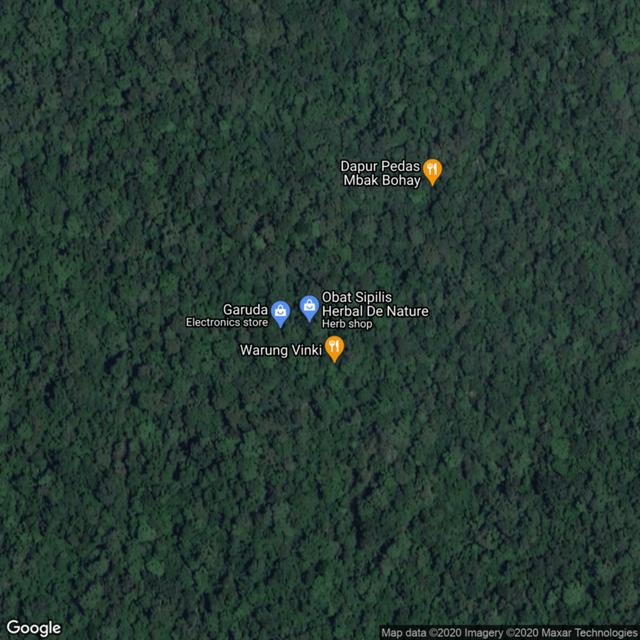 Dapur Pedas
Mbak Bohay
Obat Sipilis
Herbal De Nature
Herb shop
Garuda
Electronics store
Warung Vinki
Google
Map data ©2020 Imagery ©2020 Maxar Technologies